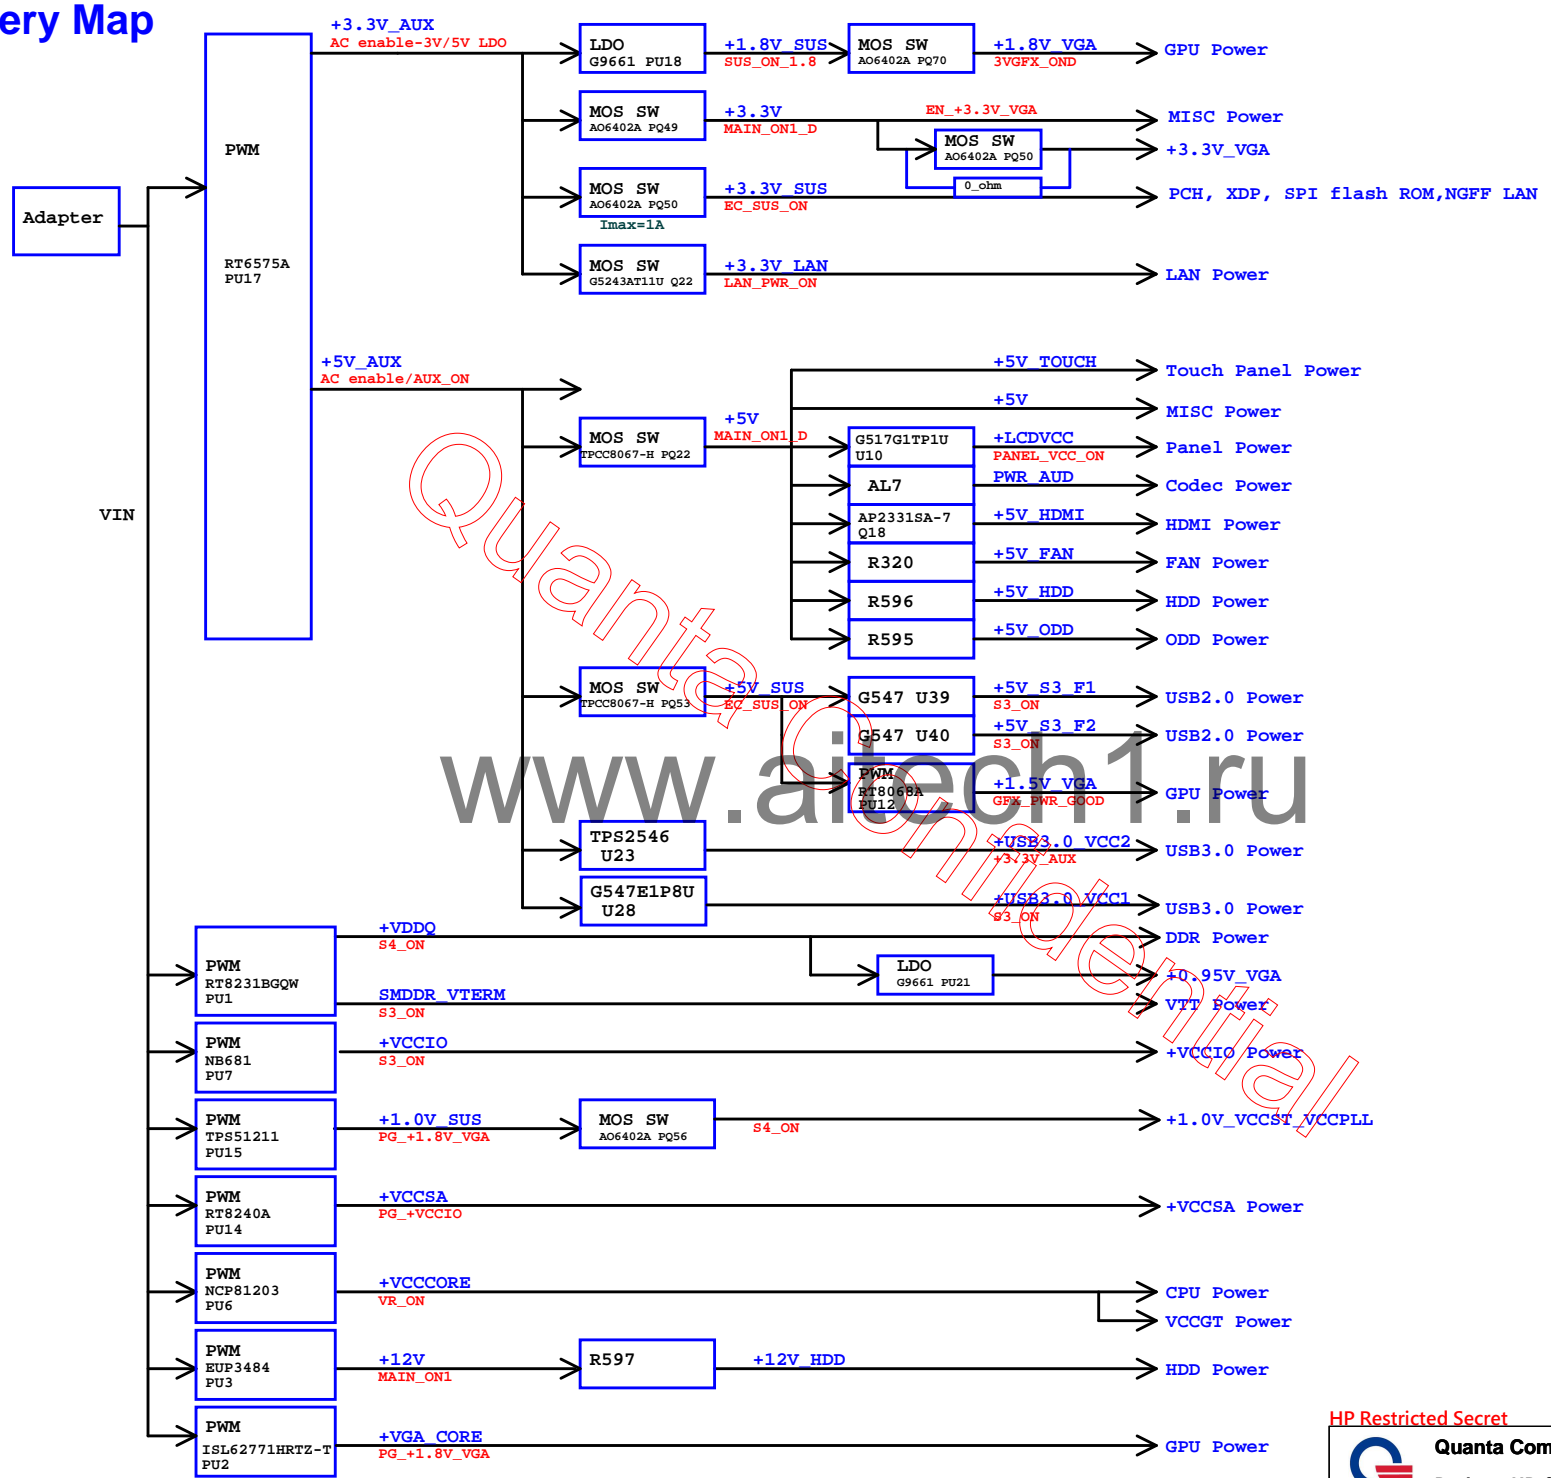 ery Map
+3.3V_AUX
AC enable-3V/5V LDO
LDO
G9661 PU18
+1.8V_SUS
SUS_ON_1.8
MOS SW
AO6402A PQ70
+1.8V_VGA
3VGFX_OND
GPU Power
MOS SW
AO6402A PQ49
+3.3V
MAIN_ON1_D
EN_+3.3V_VGA
MISC Power
MOS SW
AO6402A PQ50
+3.3V_VGA
0_ohm
PWM
RT6575A
PU17
Adapter
VIN
MOS SW
AO6402A PQ50
Imax=1A
+3.3V_SUS
EC_SUS_ON
PCH, XDP, SPI flash ROM,NGFF LAN
MOS SW
G5243AT11U Q22
+3.3V_LAN
LAN_PWR_ON
LAN Power
+5V_AUX
AC enable/AUX_ON
+5V_TOUCH
Touch Panel Power
+5V
MISC Power
MOS SW
TPCC8067-H PQ22
+5V
MAIN_ON1_D
G517G1TP1U
U10
+LCDVCC
PANEL_VCC_ON
Panel Power
AL7
PWR_AUD
Codec Power
AP2331SA-7
Q18
+5V_HDMI
HDMI Power
R320
+5V_FAN
FAN Power
R596
+5V_HDD
HDD Power
R595
+5V_ODD
ODD Power
MOS SW
TPCC8067-H PQ53
+5V_SUS
EC_SUS_ON
G547 U39
+5V_S3_F1
S3_ON
USB2.0 Power
G547 U40
+5V_S3_F2
S3_ON
USB2.0 Power
PWM
RT8068A
PU12
+1.5V_VGA
GFX_PWR_GOOD
GPU Power
TPS2546
U23
+USB3.0_VCC2
+3.3V_AUX
USB3.0 Power
G547E1P8U
U28
+USB3.0_VCC1
S3_ON
USB3.0 Power
PWM
RT8231BGQW
PU1
+VDDQ
S4_ON
DDR Power
LDO
G9661 PU21
+0.95V_VGA
SMDDR_VTERM
S3_ON
VTT Power
PWM
NB681
PU7
+VCCIO
S3_ON
+VCCIO Power
PWM
TPS51211
PU15
+1.0V_SUS
PG_+1.8V_VGA
MOS SW
AO6402A PQ56
S4_ON
+1.0V_VCCST_VCCPLL
PWM
RT8240A
PU14
+VCCSA
PG_+VCCIO
+VCCSA Power
PWM
NCP81203
PU6
+VCCCORE
VR_ON
CPU Power
VCCGT Power
PWM
EUP3484
PU3
+12V
MAIN_ON1
R597
+12V_HDD
HDD Power
PWM
ISL62771HRTZ-T
PU2
+VGA_CORE
PG_+1.8V_VGA
GPU Power
Quanta Confidential
www.aitech1.ru
HP Restricted Secret
Quanta Com